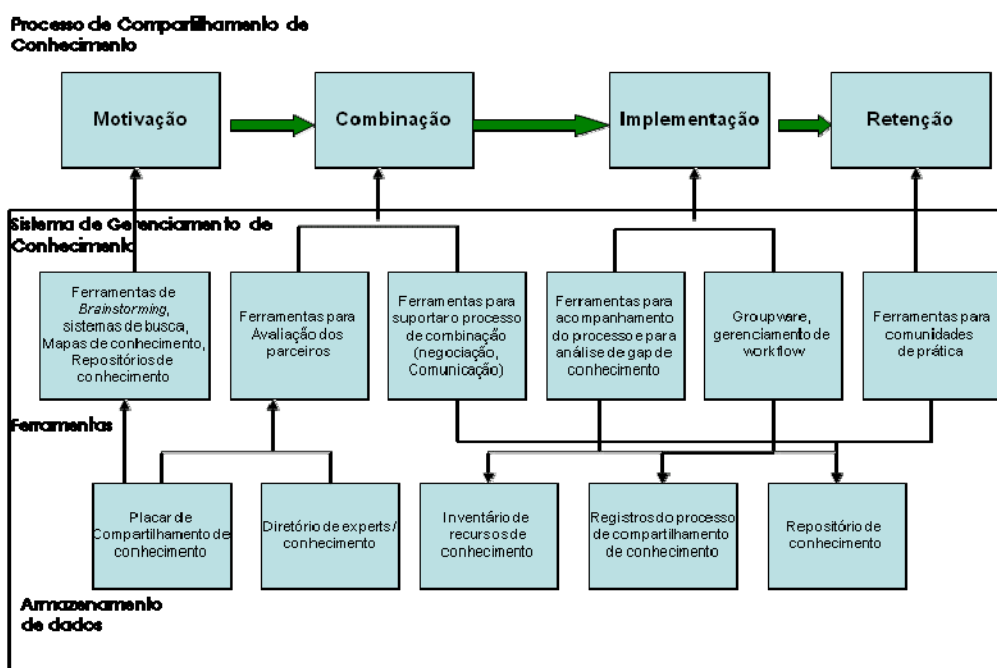 Processo de Compartilhamento de
Conhecimento
Motivação
Combinação
Implementação
Retenção
Sistema de Gerenciamento de
Conhecimento
Ferramentas de
Brainstorming,
sistemas de busca,
Mapas de conhecimento,
Repositórios de
conhecimento
Ferramentas para
Avaliação dos
parceiros
Ferramentas para
suportar o processo
de combinação
(negociação,
Comunicação)
Ferramentas para
acompanhamento
do processo e para
análise de gap de
conhecimento
Groupware,
gerenciamento de
workflow
Ferramentas para
comunidades
de prática
Ferramentas
Placar de
Compartilhamento de
conhecimento
Diretório de experts/
conhecimento
Inventário de
recursos de
conhecimento
Registros do processo
de compartilhamento
de conhecimento
Repositório de
conhecimento
Armazenamento
de dados